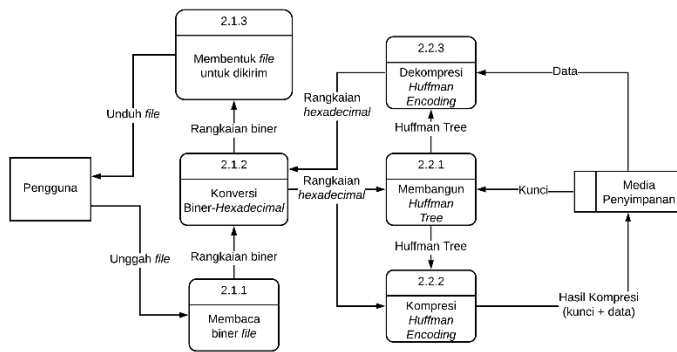 2.1.3
Membentuk file
untuk dikirim
2.2.3
Dekompresi
Huffman
Encoding
Data
Rangkaian
hexadecimal
Unduh file
Rangkaian biner
Huffman Tree
Pengguna
2.1.2
Konversi
Biner-Hexadecimal
Rangkaian
hexadecimal
2.2.1
Membangun
Huffman
Tree
Kunci
Media
Penyimpanan
Unggah file
Rangkaian biner
Huffman Tree
2.1.1
Membaca
biner file
2.2.2
Kompresi
Huffman
Encoding
Hasil Kompresi
(kunci + data)